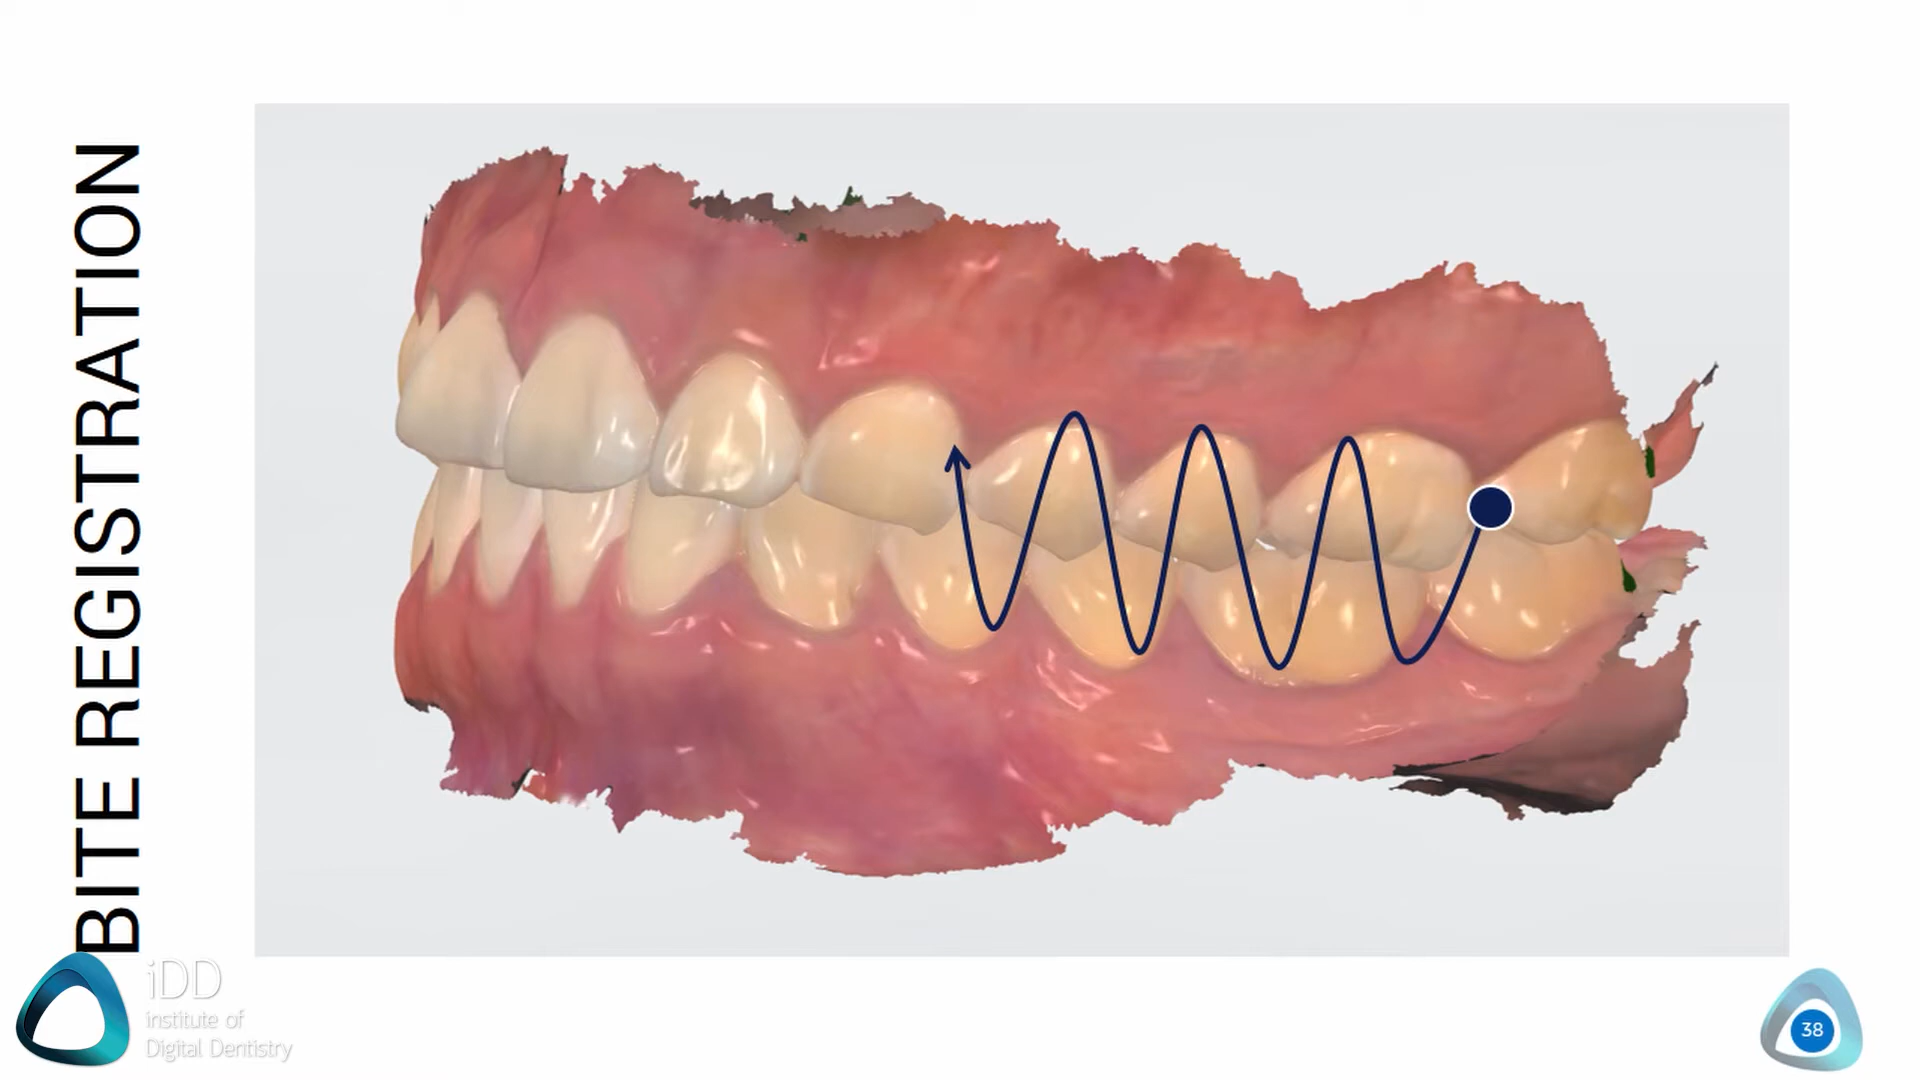 BITE REGISTRATION
iDD
institute of
Digital Dentistry
38